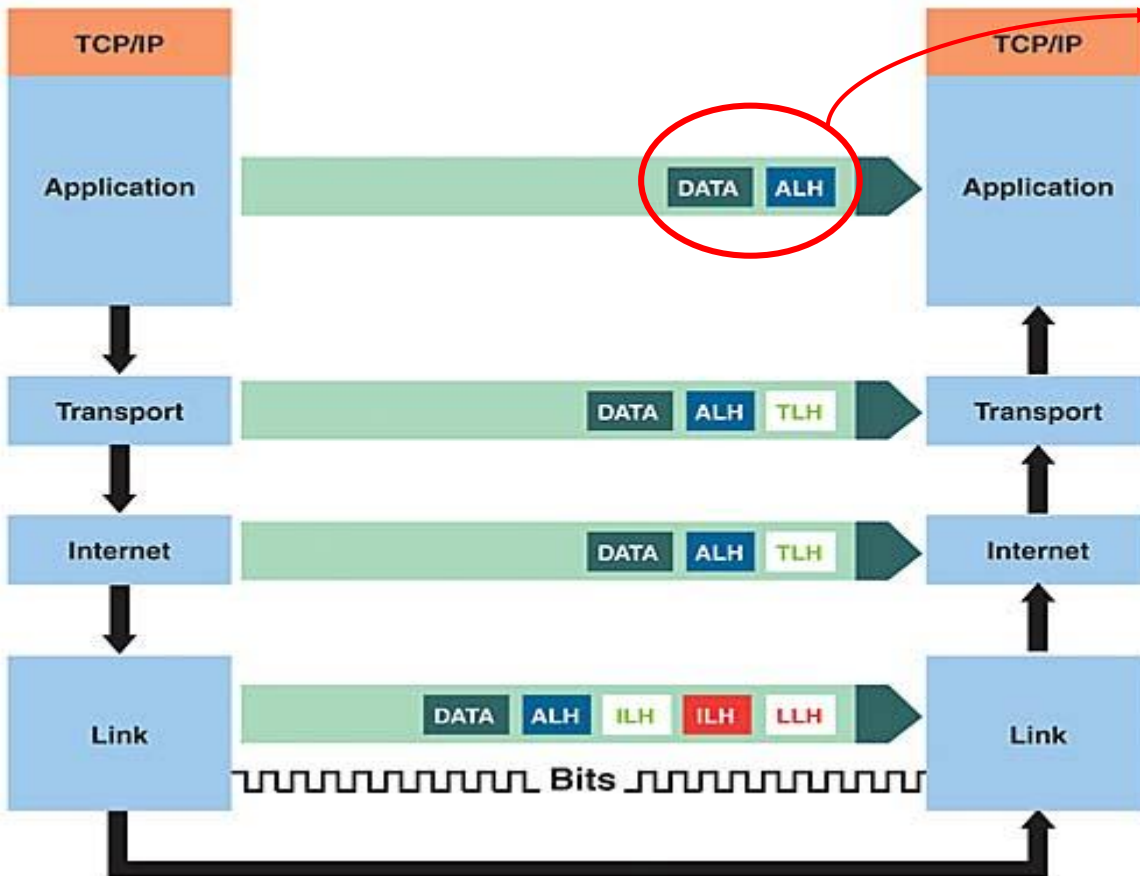 TCP/IP
TCP/IP
Application
DATA ALH
Application
Transport
DATA ALH TLH
Transport
Internet
DATA ALH TLH
Internet
Link
DATA ALH ILH ILH LLH
Link
Bits